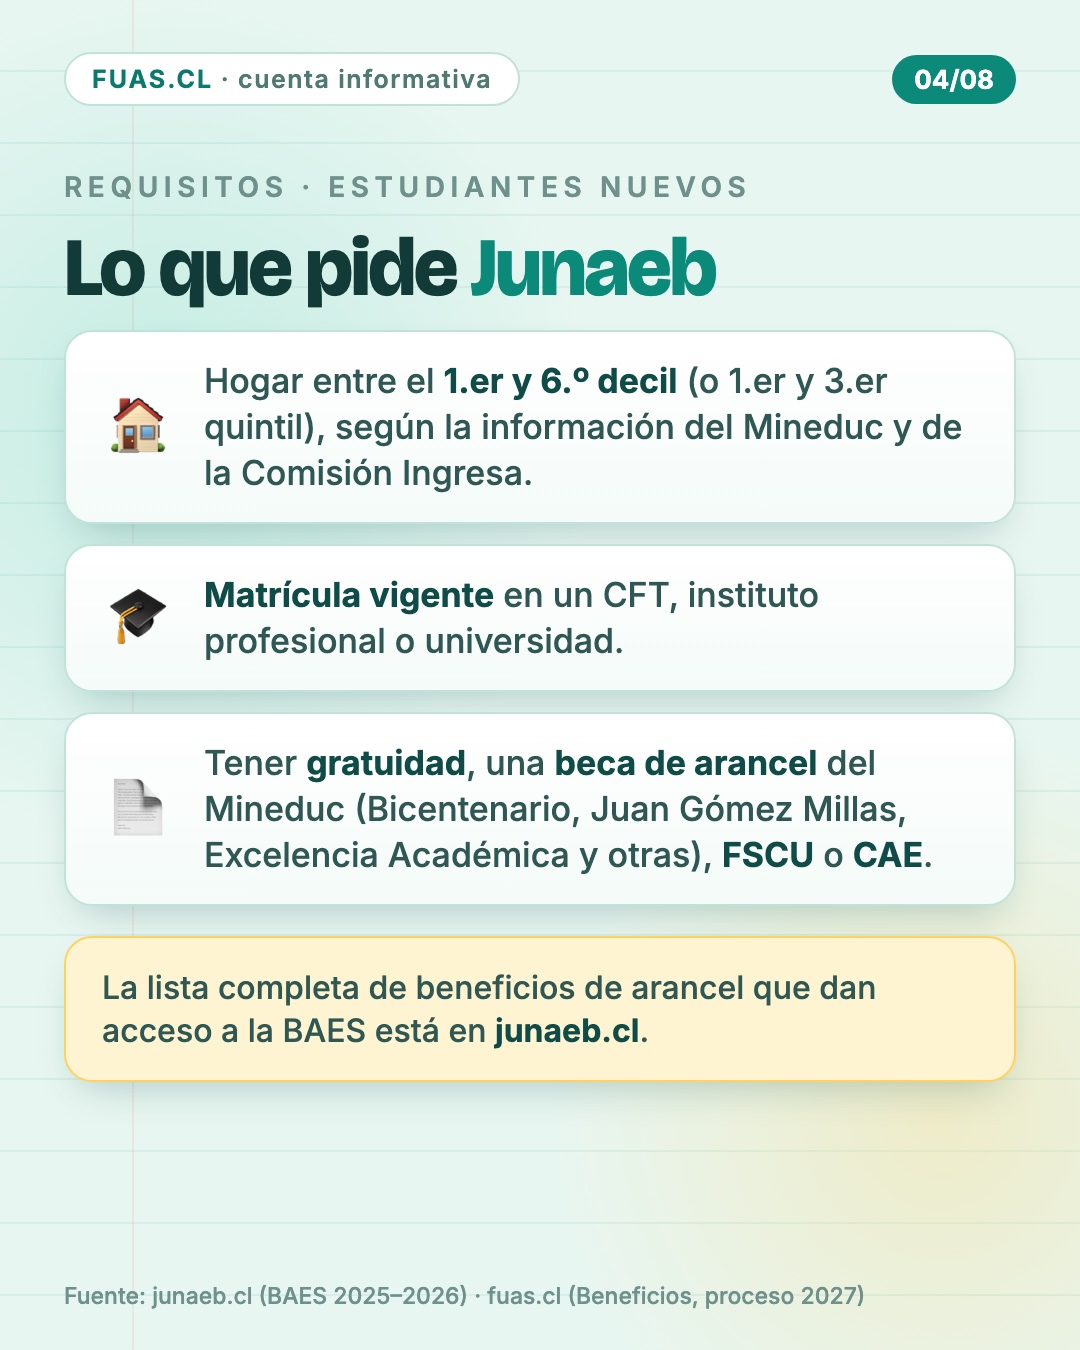 FUAS.CL · cuenta informativa
04/08
REQUISITOS · ESTUDIANTES NUEVOS
Lo que pide Junaeb
Hogar entre el 1.er y 6.º decil (o 1.er y 3.er
quintil), según la información del Mineduc y de
la Comisión Ingresa.
Matrícula vigente en un CFT, instituto
profesional o universidad.
Tener gratuidad, una beca de arancel del
Mineduc (Bicentenario, Juan Gómez Millas,
Excelencia Académica y otras), FSCU o CAE.
La lista completa de beneficios de arancel que dan
acceso a la BAES está en junaeb.cl.
Fuente: junaeb.cl (BAES 2025–2026) · fuas.cl (Beneficios, proceso 2027)